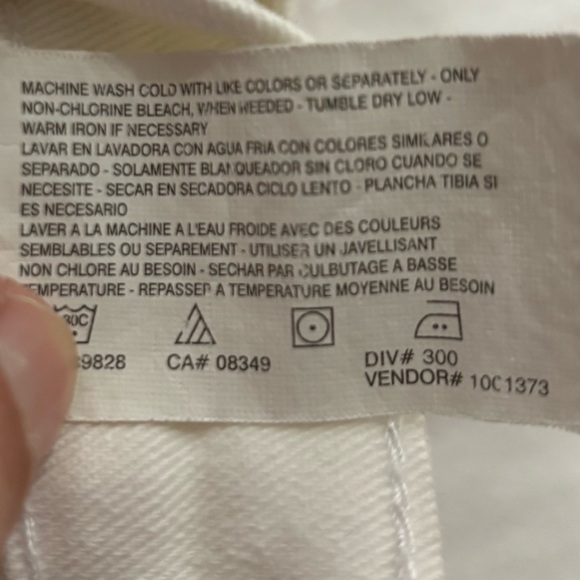 MACHINE WASH COLD WITH LIKE COLORS OR SEPARATELY - ONLY
NON-CHLORINE BLEACH, WHEN NEEDED - TUMBLE DRY LOW -
WARM IRON IF NECESSARY
LAVAR EN LAVADORA CON AGUA FRIA CON COLORES SIMILARES O
SEPARADO - SOLAMENTE BLANQUEADOR SIN CLORO CUANDO SE
NECESITE - SECAR EN SECADORA CICLO LENTO - PLANCHA TIBIA SI
ES NECESARIO
LAVER A LA MACHINE A L'EAU FROIDE AVEC DES COULEURS
SEMBLABLES OU SEPAREMENT - UTILISER UN JAVELLISANT
NON CHLORE AU BESOIN - SECHAR PAR CULBUTAGE A BASSE
TEMPERATURE - REPASSER A TEMPERATURE MOYENNE AU BESOIN
30C
9828 CA# 08349 DIV# 300
VENDOR# 1001373